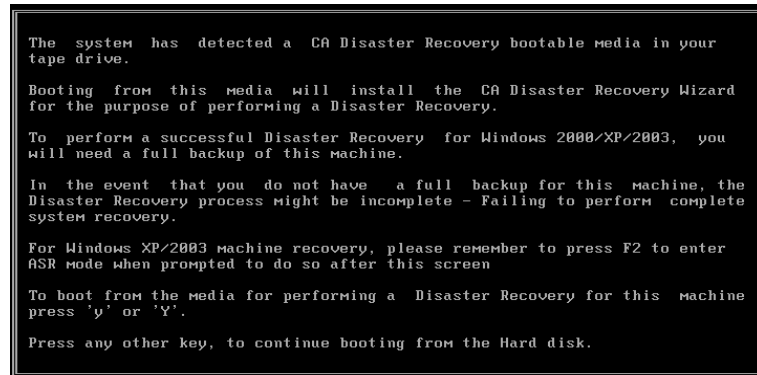 The system has detected a CA Disaster Recovery bootable media in your
tape drive.
Booting from this media will install the CA Disaster Recovery Wizard
for the purpose of performing a Disaster Recovery.
To perform a successful Disaster Recovery for Windows 2000/XP/2003, you
will need a full backup of this machine.
In the event that you do not have a full backup for this machine, the
Disaster Recovery process might be incomplete - Failing to perform complete
system recovery.
For Windows XP/2003 machine recovery, please remember to press F2 to enter
ASR mode when prompted to do so after this screen
To boot from the media for performing a Disaster Recovery for this machine
press 'y' or 'Y'.
Press any other key, to continue booting from the Hard disk.